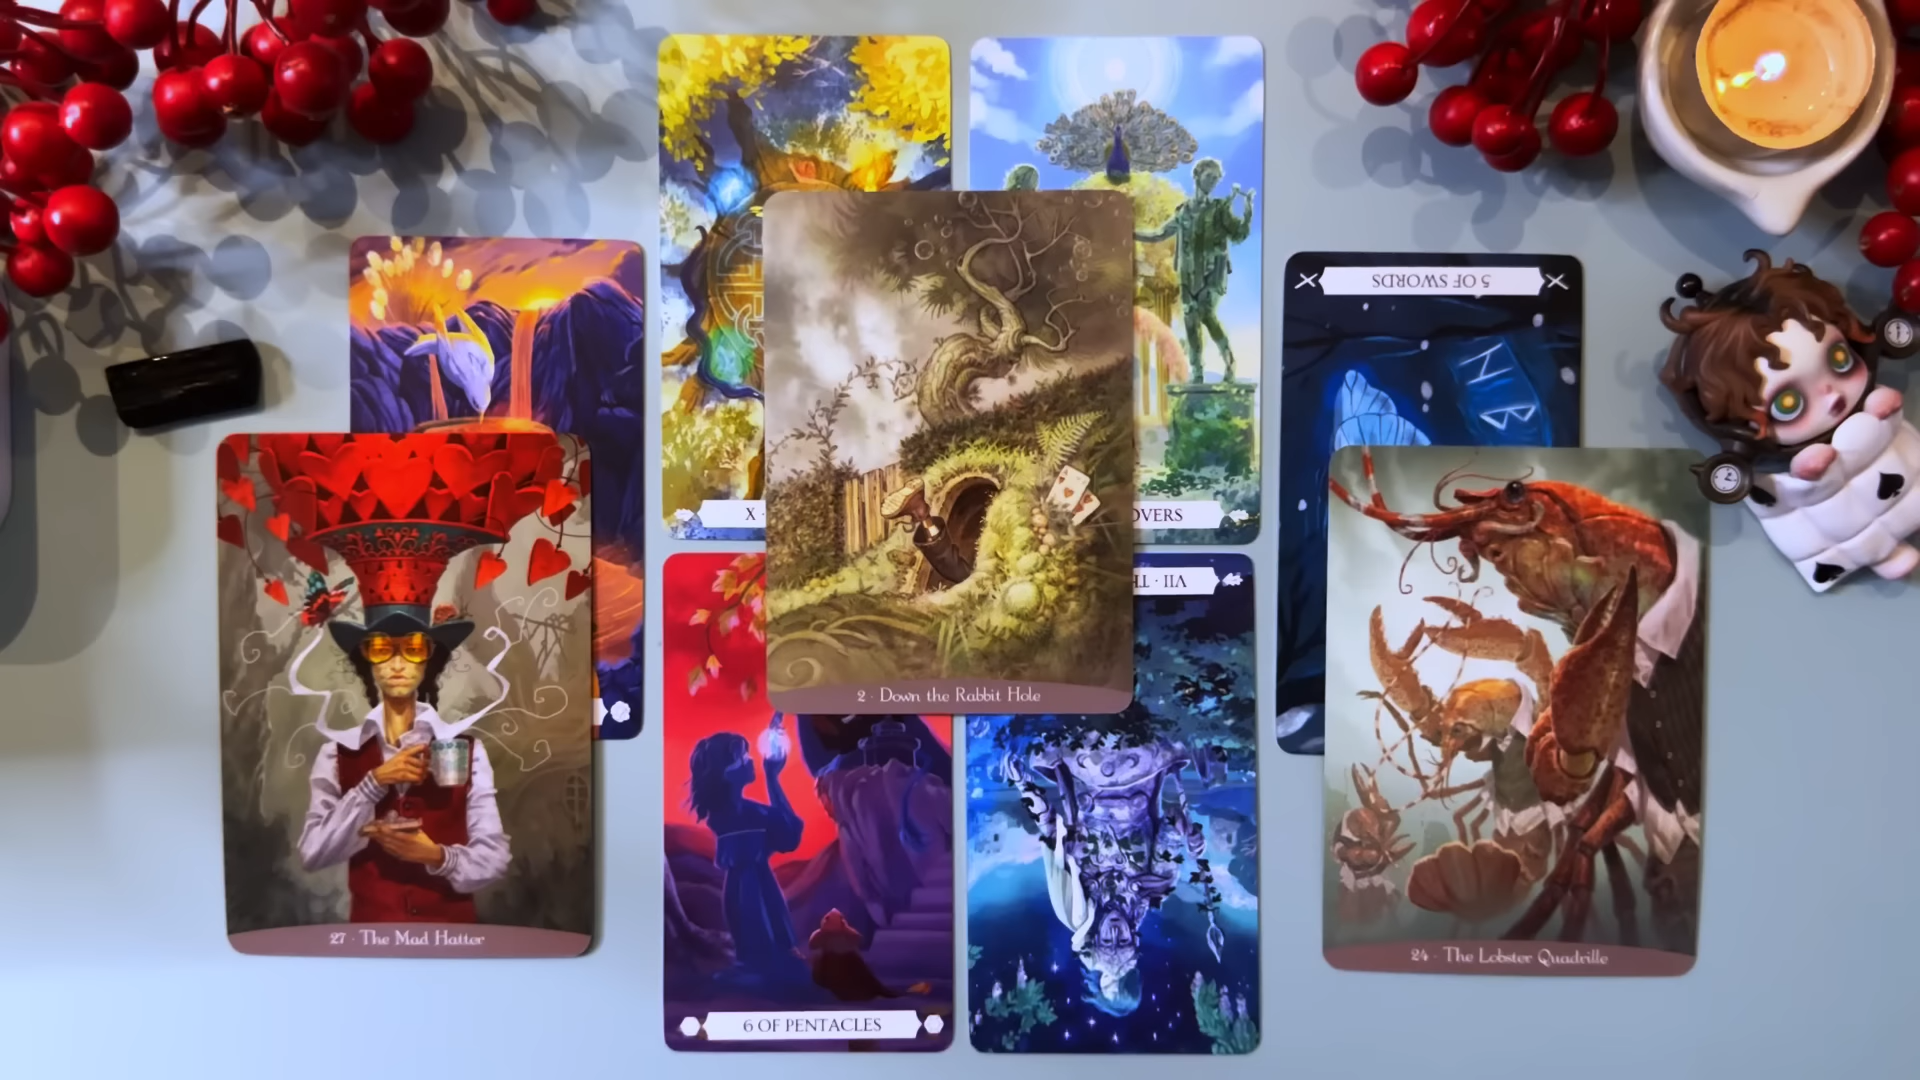 5 OF SWORDS
X ·
OVERS
VII · TH
2 · Down the Rabbit Hole
27 · The Mad Hatter
24 · The Lobster Quadrille
6 OF PENTACLES